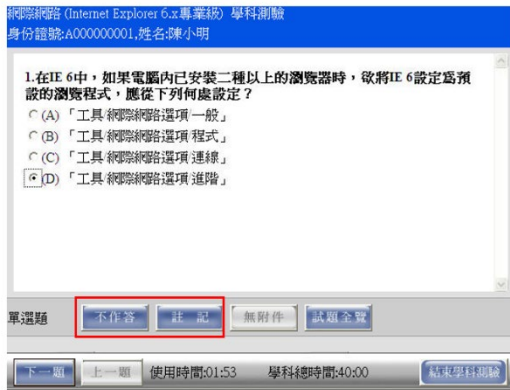 網際網路 (Internet Explorer 6.x專業級) 學科測驗
身份證號:A000000001,姓名:陳小明
1.在IE 6中，如果電腦內已安裝二種以上的瀏覽器時，欲將IE 6設定為預
設的瀏覽程式，應從下列何處設定？
(A) 「工具/網際網路選項/一般」
(B) 「工具/網際網路選項/程式」
(C) 「工具/網際網路選項/連線」
(D) 「工具/網際網路選項/進階」
單選題 不作答 註 記 無附件 試題全覽
下一題 上一題 使用時間:01:53 學科總時間:40:00 結束學科測驗